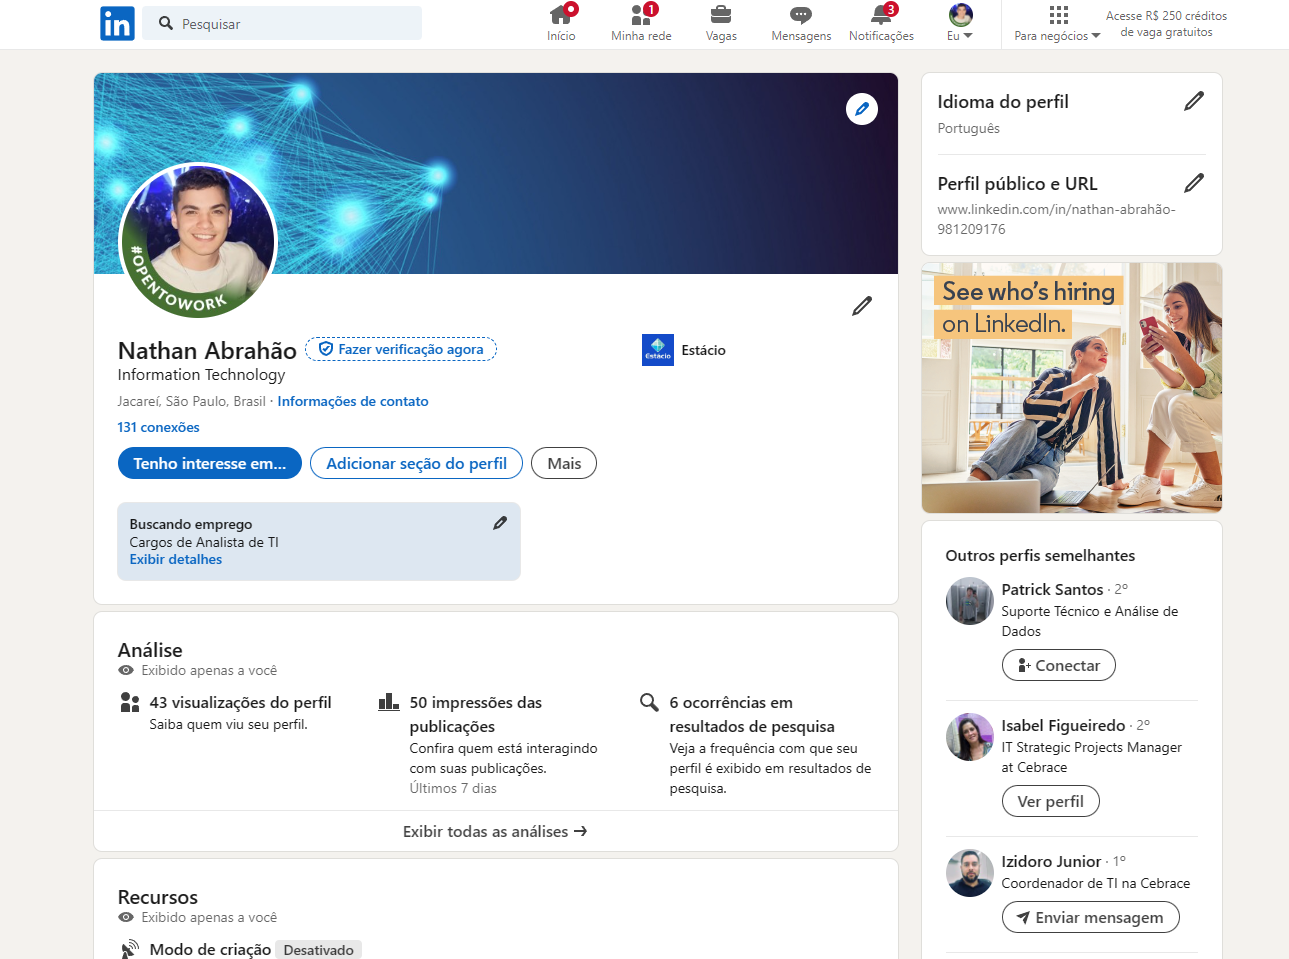 in
Pesquisar
Início
1
Minha rede
Vagas
Mensagens
3
Notificações
Eu
Para negócios
Acesse R$ 250 créditos
de vaga gratuitos
#OPENTOWORK
Nathan Abrahão
Fazer verificação agora
Information Technology
Jacareí, São Paulo, Brasil · Informações de contato
131 conexões
Estácio
Estácio
Tenho interesse em...
Adicionar seção do perfil
Mais
Buscando emprego
Cargos de Analista de TI
Exibir detalhes
Análise
Exibido apenas a você
43 visualizações do perfil
Saiba quem viu seu perfil.
50 impressões das
publicações
Confira quem está interagindo
com suas publicações.
Últimos 7 dias
6 ocorrências em
resultados de pesquisa
Veja a frequência com que seu
perfil é exibido em resultados de
pesquisa.
Exibir todas as análises →
Recursos
Exibido apenas a você
Modo de criação Desativado
Idioma do perfil
Português
Perfil público e URL
www.linkedin.com/in/nathan-abrahão-
981209176
See who's hiring
on LinkedIn.
Outros perfis semelhantes
Patrick Santos · 2º
Suporte Técnico e Análise de
Dados
Conectar
Isabel Figueiredo · 2º
IT Strategic Projects Manager
at Cebrace
Ver perfil
Izidoro Junior · 1º
Coordenador de TI na Cebrace
Enviar mensagem